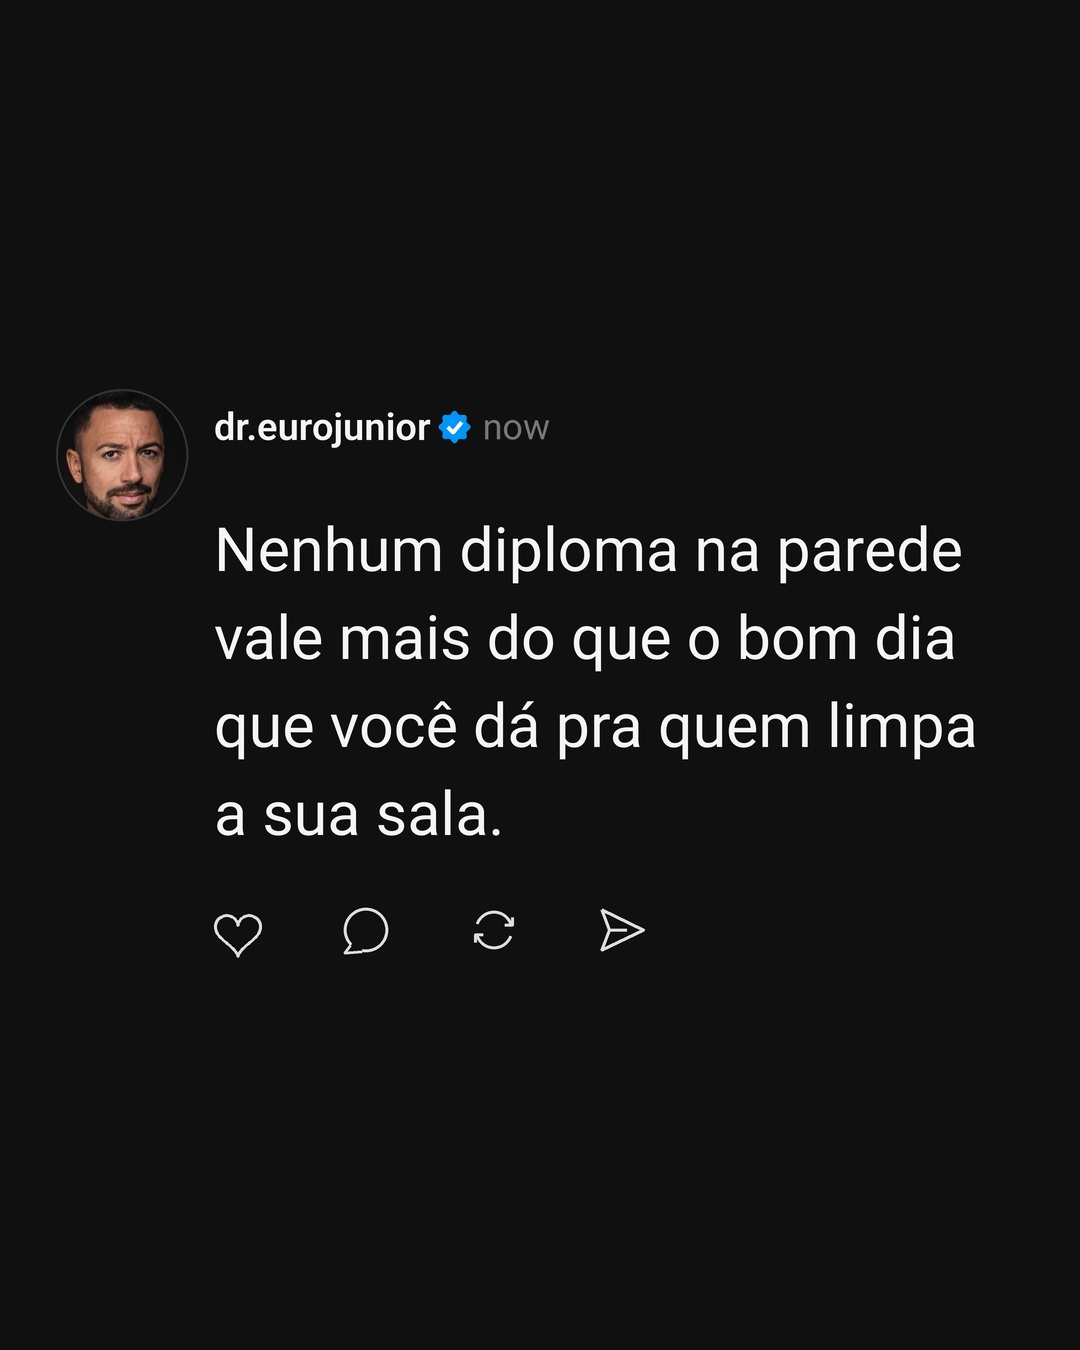 dr.eurojunior now
Nenhum diploma na parede
vale mais do que o bom dia
que você dá pra quem limpa
a sua sala.